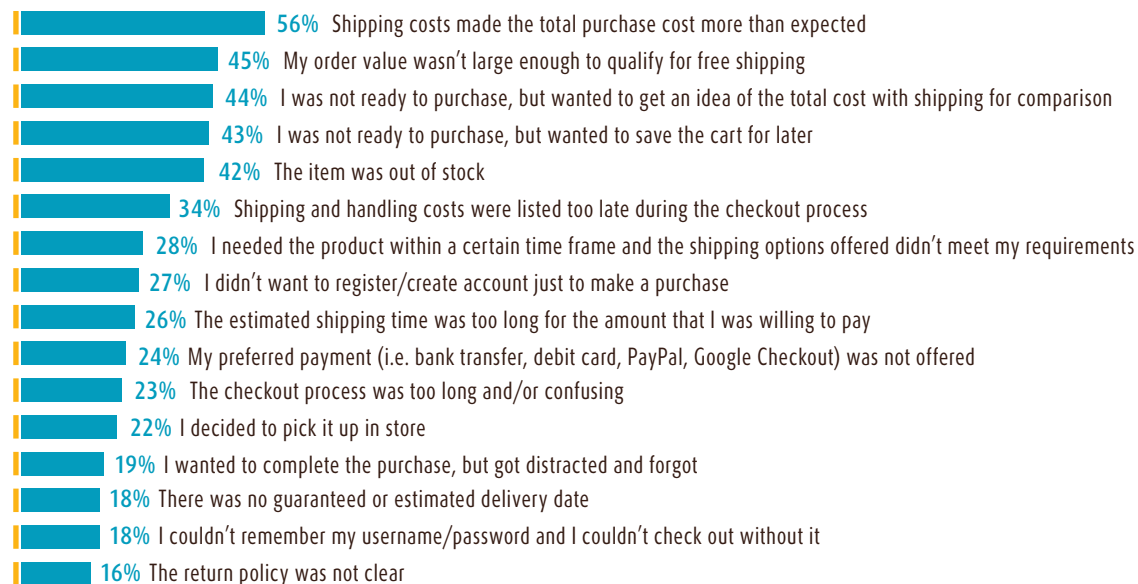 56% Shipping costs made the total purchase cost more than expected
45% My order value wasn’t large enough to qualify for free shipping
44% I was not ready to purchase, but wanted to get an idea of the total cost with shipping for comparison
43% I was not ready to purchase, but wanted to save the cart for later
42% The item was out of stock
34% Shipping and handling costs were listed too late during the checkout process
28% I needed the product within a certain time frame and the shipping options offered didn’t meet my requirements
27% I didn’t want to register/create account just to make a purchase
26% The estimated shipping time was too long for the amount that I was willing to pay
24% My preferred payment (i.e. bank transfer, debit card, PayPal, Google Checkout) was not offered
23% The checkout process was too long and/or confusing
22% I decided to pick it up in store
19% I wanted to complete the purchase, but got distracted and forgot
18% There was no guaranteed or estimated delivery date
18% I couldn’t remember my username/password and I couldn’t check out without it
16% The return policy was not clear